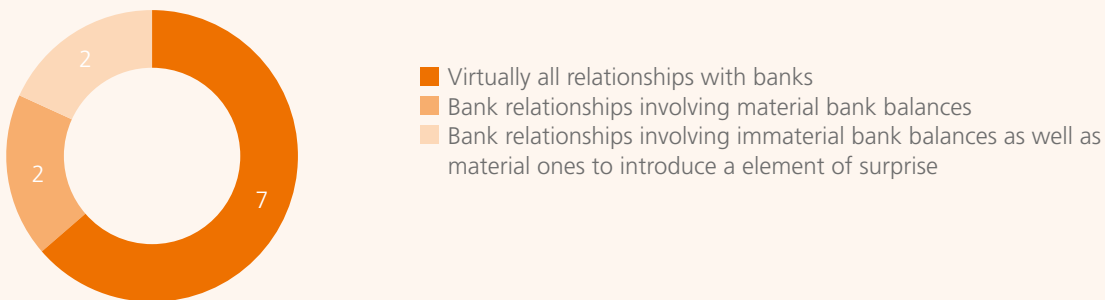 2
2
7
Virtually all relationships with banks
Bank relationships involving material bank balances
Bank relationships involving immaterial bank balances as well as
material ones to introduce a element of surprise